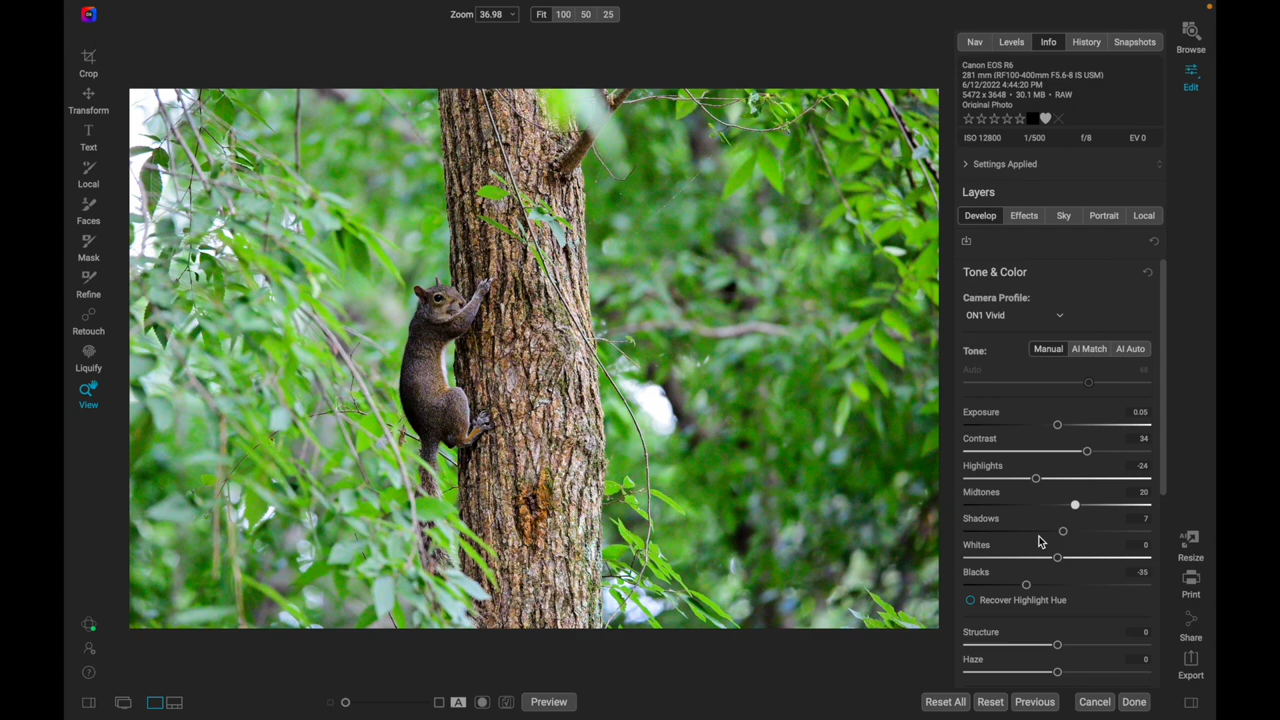 Zoom 36.98 Fit 100 50 25
Crop
Transform
Text
Local
Faces
Mask
Refine
Retouch
Liquify
View
Nav Levels Info History Snapshots
Browse
Edit
Canon EOS R6
281 mm (RF100-400mm F5.6-8 IS USM)
6/12/2022 4:44:20 PM
5472 x 3648 • 30.1 MB • RAW
Original Photo
ISO 12800 1/500 f/8 EV 0
Settings Applied
Layers
Develop Effects Sky Portrait Local
Tone & Color
Camera Profile:
ON1 Vivid
Tone: Manual AI Match AI Auto
Auto 68
Exposure 0.05
Contrast 34
Highlights -24
Midtones 20
Shadows 7
Whites 0
Blacks -35
Recover Highlight Hue
Structure 0
Haze 0
AI
Resize
Print
Share
Export
A Preview
Reset All Reset Previous Cancel Done